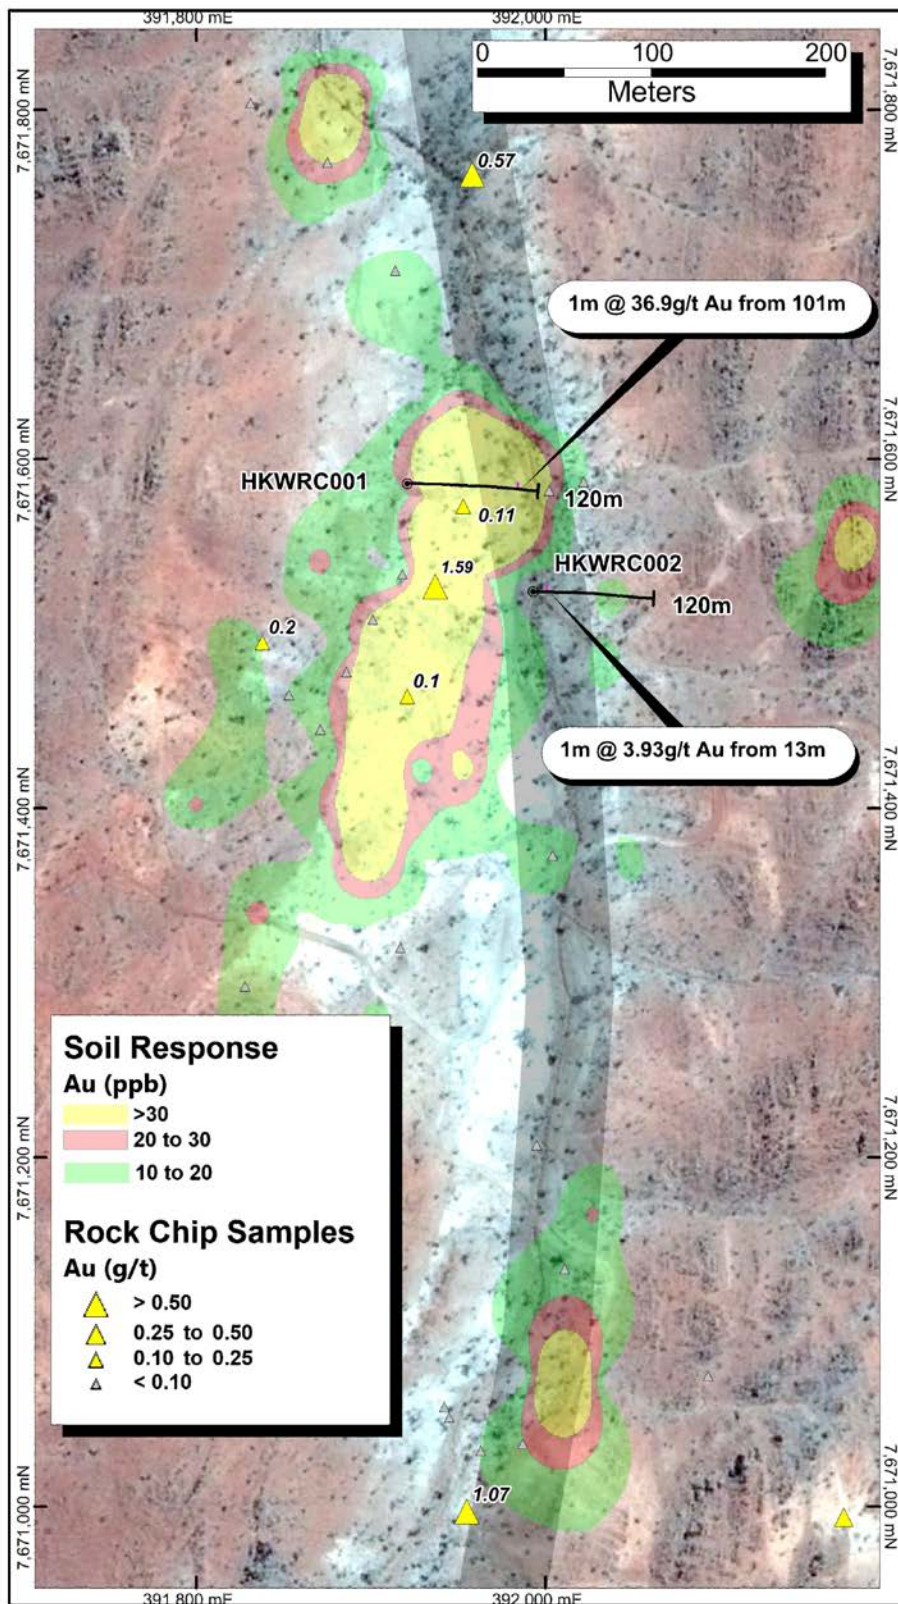 391,800 mE
392,000 mE
0 100 200
Meters
7,671,800 mN
7,671,800 mN
0.57
1m @ 36.9g/t Au from 101m
7,671,600 mN
7,671,600 mN
HKWRC001
120m
0.11
HKWRC002
1.59
120m
0.2
0.1
1m @ 3.93g/t Au from 13m
7,671,400 mN
7,671,400 mN
Soil Response
Au (ppb)
>30
20 to 30
10 to 20
7,671,200 mN
7,671,200 mN
Rock Chip Samples
Au (g/t)
> 0.50
0.25 to 0.50
0.10 to 0.25
< 0.10
1.07
7,671,000 mN
7,671,000 mN
391,800 mE
392,000 mE